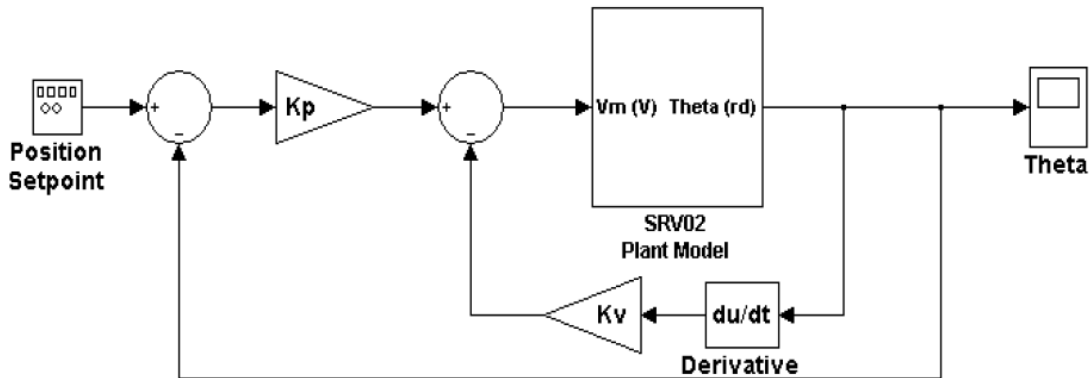 Position
Setpoint
+
−
Kp
+
−
Vm (V) Theta (rd)
SRV02
Plant Model
Theta
Kv
du/dt
Derivative